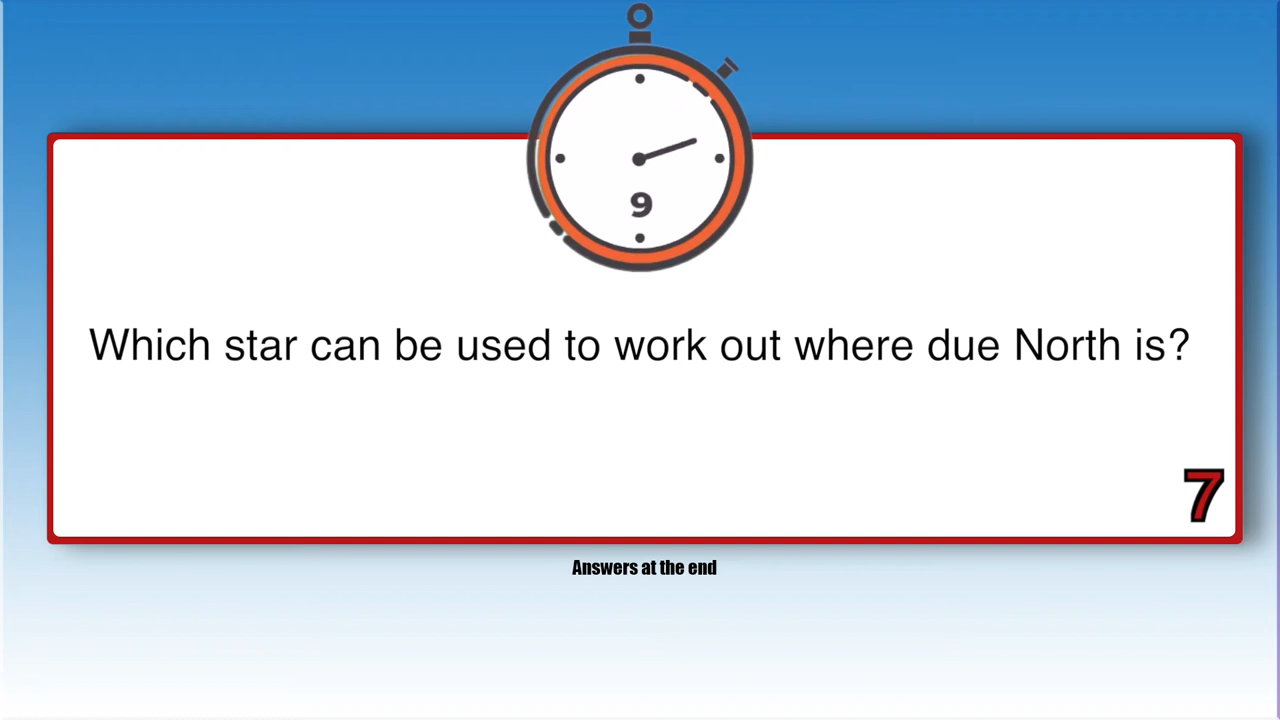 9
Which star can be used to work out where due North is?
7
Answers at the end